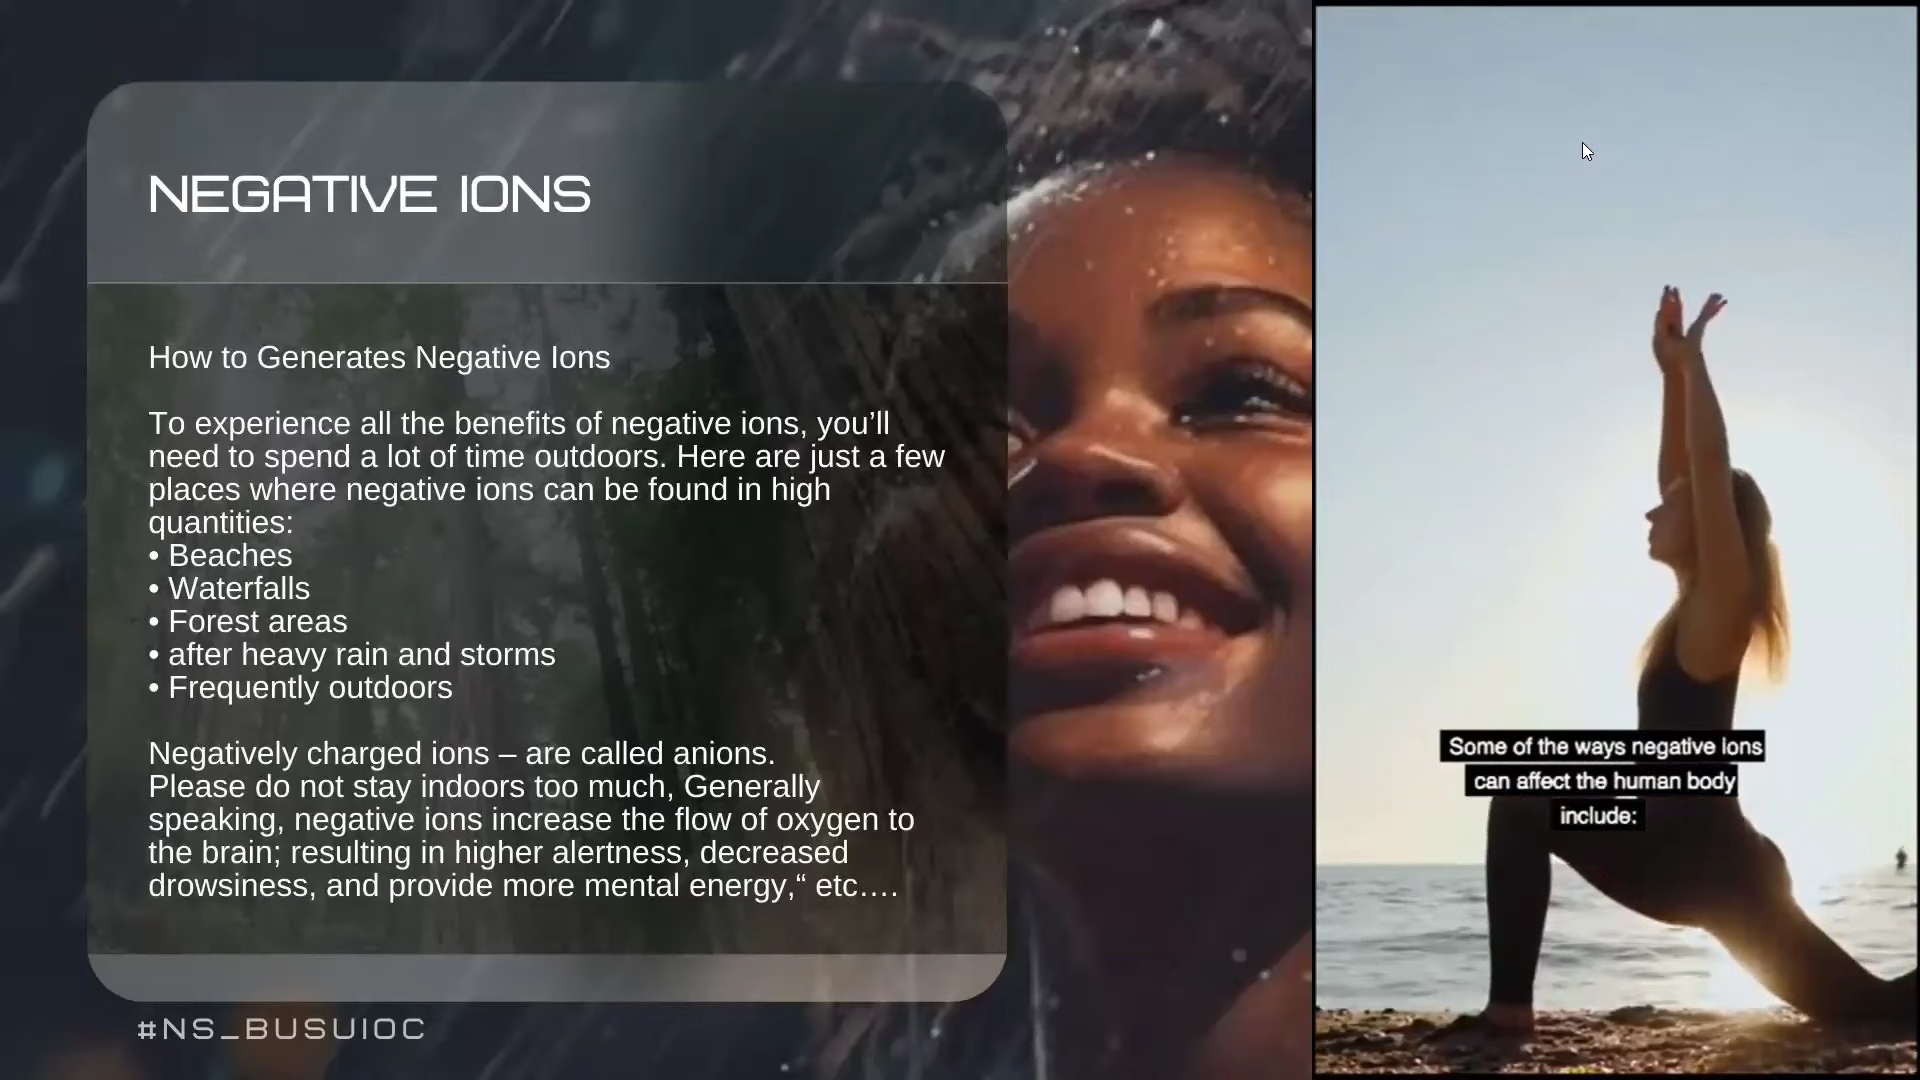 NEGATIVE IONS
How to Generates Negative Ions
To experience all the benefits of negative ions, you’ll
need to spend a lot of time outdoors. Here are just a few
places where negative ions can be found in high
quantities:
• Beaches
• Waterfalls
• Forest areas
• after heavy rain and storms
• Frequently outdoors
Negatively charged ions – are called anions.
Please do not stay indoors too much, Generally
speaking, negative ions increase the flow of oxygen to
the brain; resulting in higher alertness, decreased
drowsiness, and provide more mental energy,“ etc….
#NS_BUSUIOC
Some of the ways negative ions
can affect the human body
include: